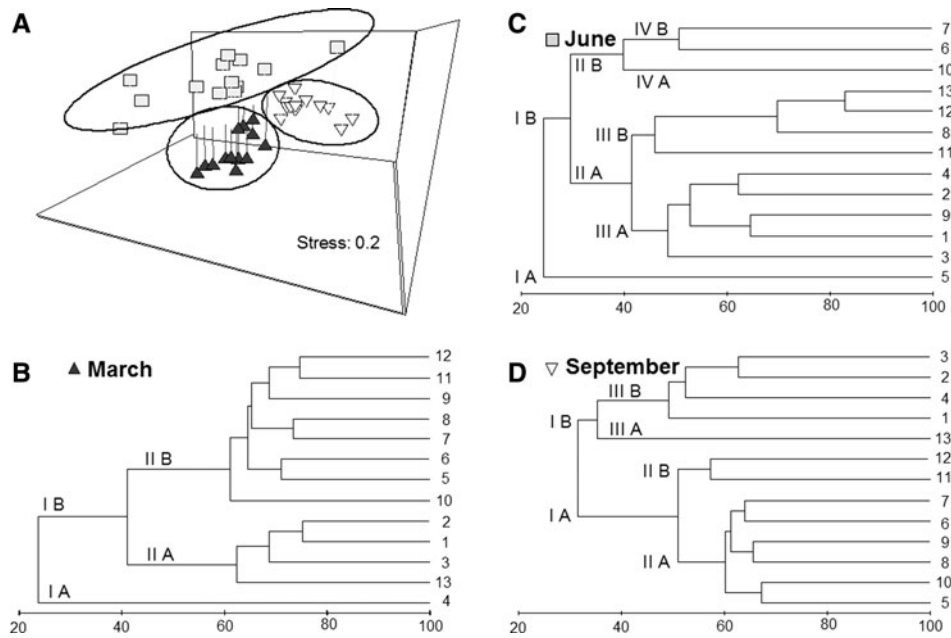 A
Stress: 0.2
B
March
12
11
9
8
7
6
5
10
2
1
3
13
4
I B
II B
II A
I A
20 40 60 80 100
C
June
7
6
10
13
12
8
11
4
2
9
1
3
5
IV B
II B
IV A
I B
III B
II A
III A
I A
20 40 60 80 100
D
September
3
2
4
1
13
12
11
7
6
9
8
10
5
III B
I B
III A
II B
I A
II A
20 40 60 80 100